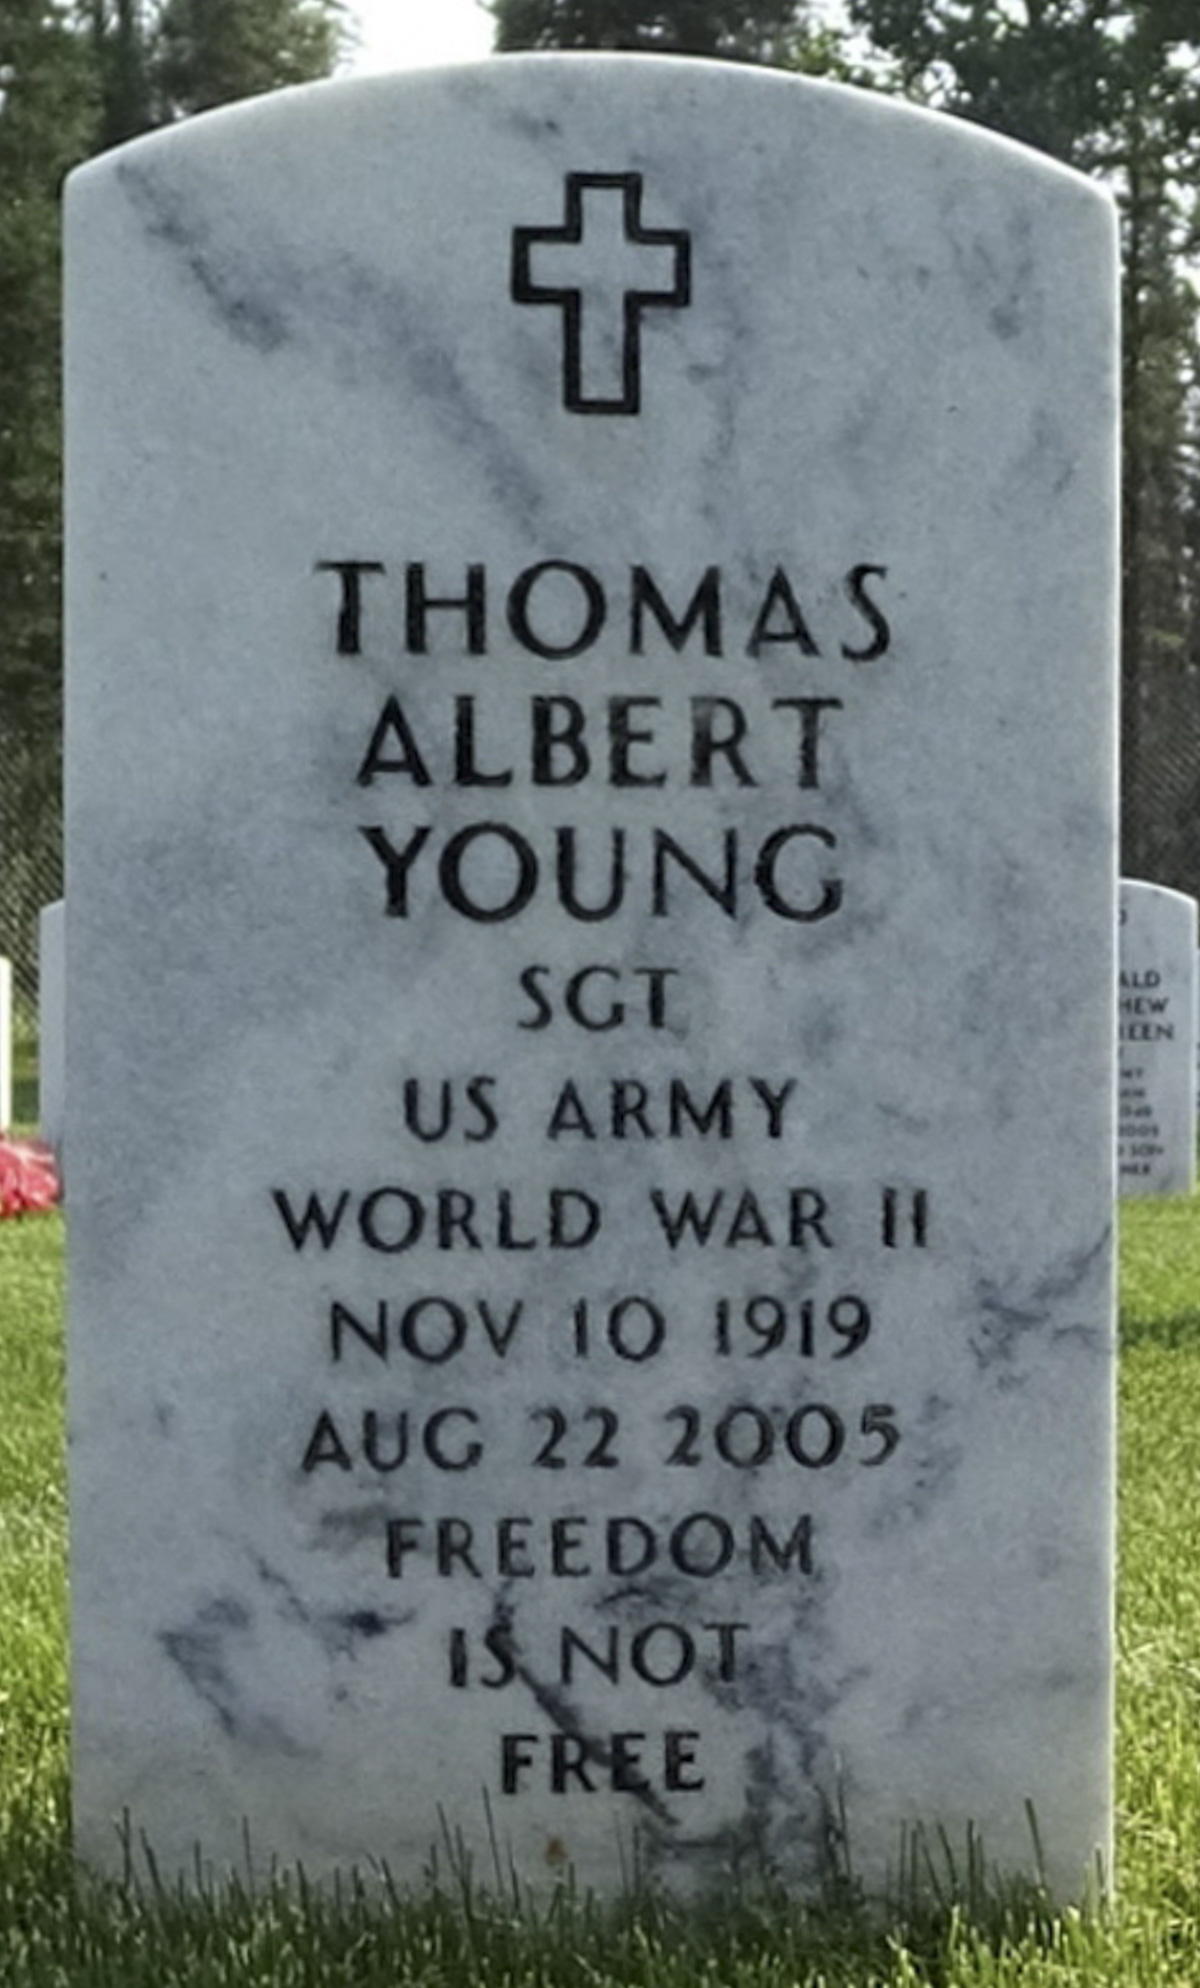 THOMAS
ALBERT
YOUNG
SGT
US ARMY
WORLD WAR II
NOV 10 1919
AUG 22 2005
FREEDOM
IS NOT
FREE